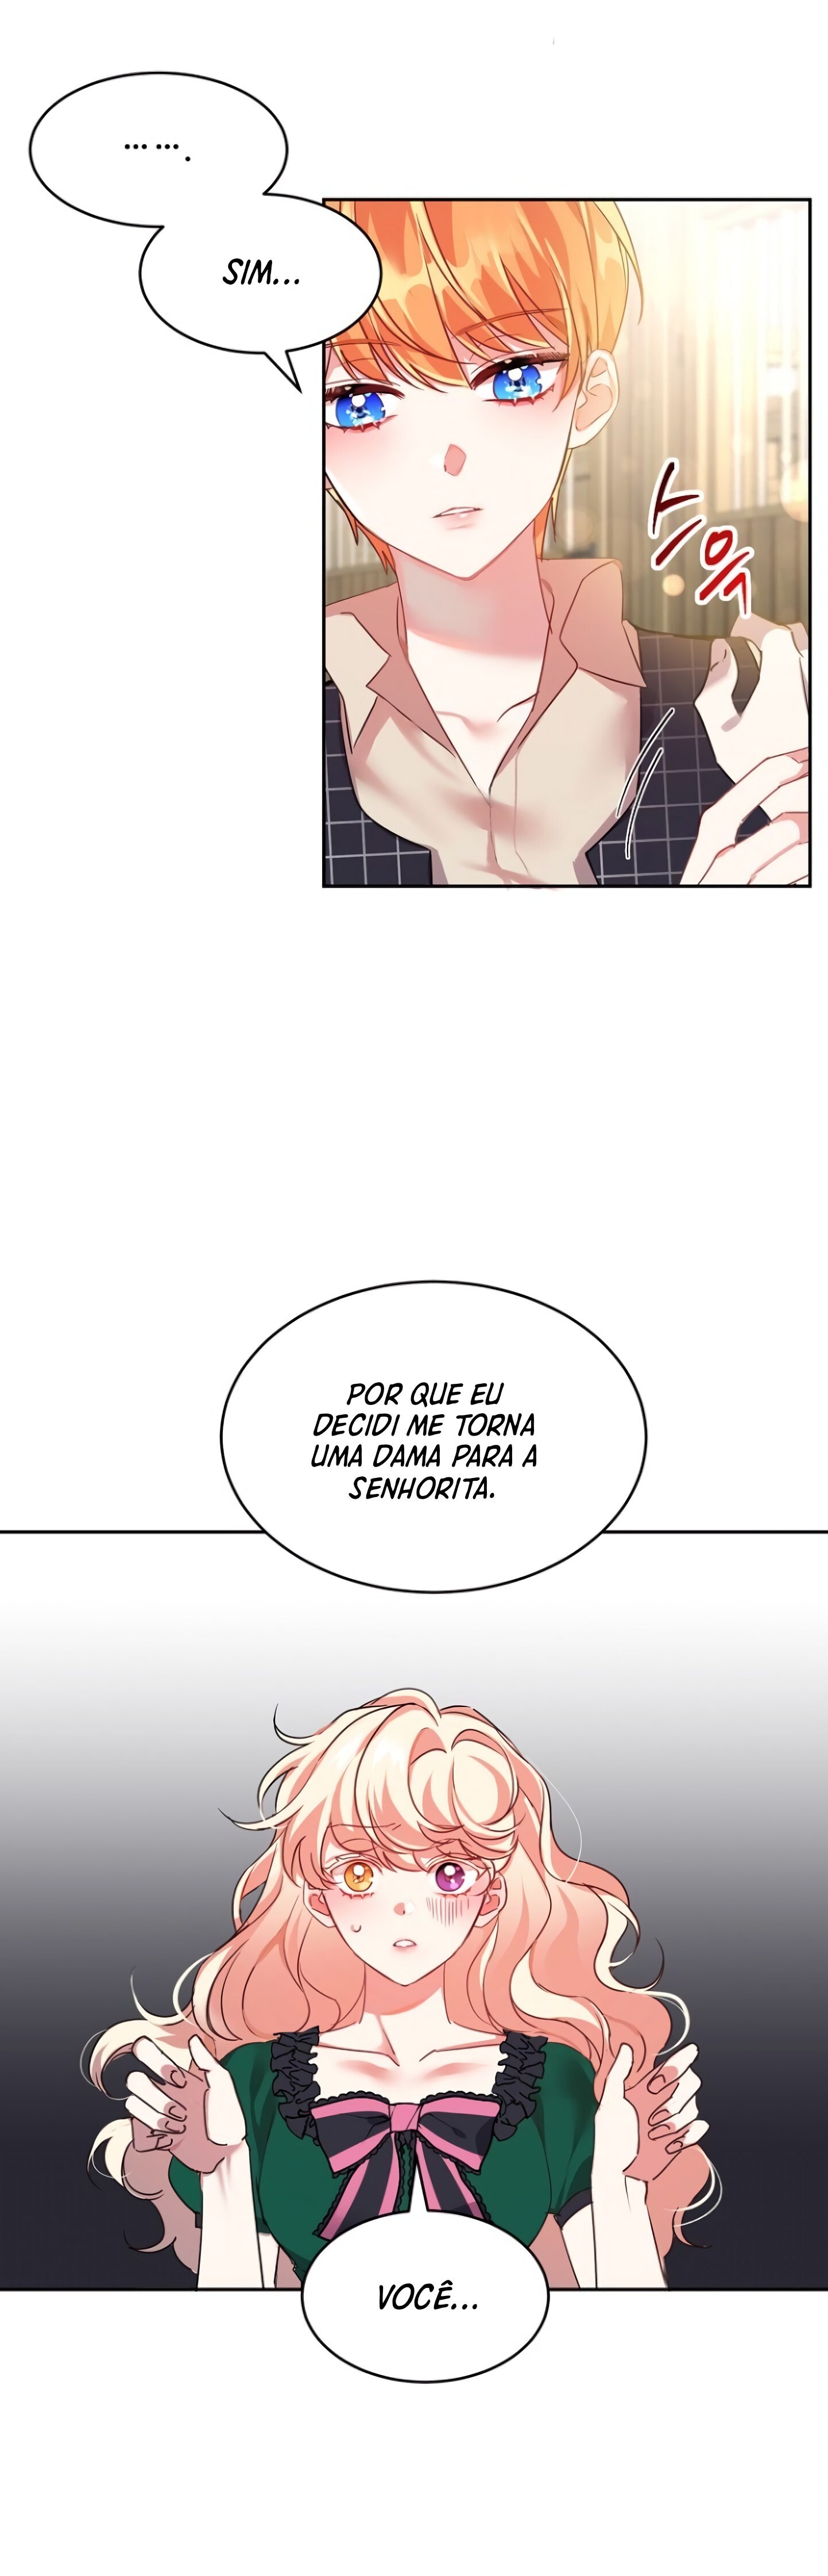 ... ... .
SIM...
스윽
POR QUE EU
DECIDI ME TORNA
UMA DAMA PARA A
SENHORITA.
VOCÊ...